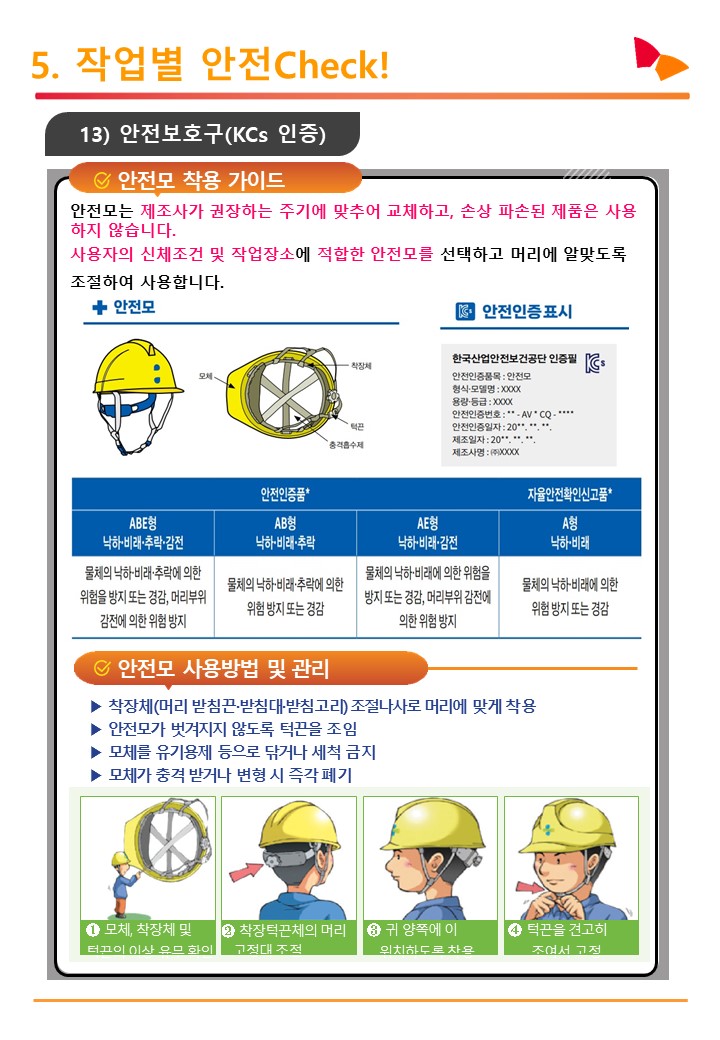 5. 작업별 안전Check!
13) 안전보호구(KCs 인증)
안전모 착용 가이드
안전모는 제조사가 권장하는 주기에 맞추어 교체하고, 손상 파손된 제품은 사용
하지 않습니다.
사용자의 신체조건 및 작업장소에 적합한 안전모를 선택하고 머리에 알맞도록
조절하여 사용합니다.
안전모
안전인증표시
모체
착장체
턱끈
충격흡수제
한국산업안전보건공단 인증필
안전인증품목 : 안전모
형식·모델명 : XXXX
용량·등급 : XXXX
안전인증번호 : ** - AV * CQ - ****
안전인증일자 : 20**. **. **.
제조일자 : 20**. **. **.
제조사명 : ㈜XXXX
안전인증품* 자율안전확인신고품*
ABE형
낙하·비래·추락·감전
AB형
낙하·비래·추락
AE형
낙하·비래·감전
A형
낙하·비래
물체의 낙하·비래·추락에 의한
위험을 방지 또는 경감, 머리부위
감전에 의한 위험 방지
물체의 낙하·비래·추락에 의한
위험 방지 또는 경감
물체의 낙하·비래에 의한 위험을
방지 또는 경감, 머리부위 감전에
의한 위험 방지
물체의 낙하·비래에 의한
위험 방지 또는 경감
안전모 사용방법 및 관리
▶ 착장체(머리 받침끈·받침대·받침고리) 조절나사로 머리에 맞게 착용
▶ 안전모가 벗겨지지 않도록 턱끈을 조임
▶ 모체를 유기용제 등으로 닦거나 세척 금지
▶ 모체가 충격 받거나 변형 시 즉각 폐기
❶ 모체, 착장체 및
턱끈의 이상 유무 확인
❷ 착장턱끈체의 머리
고정대 조절
❸ 귀 양쪽에 이
위치하도록 착용
❹ 턱끈을 견고히
조여서 고정